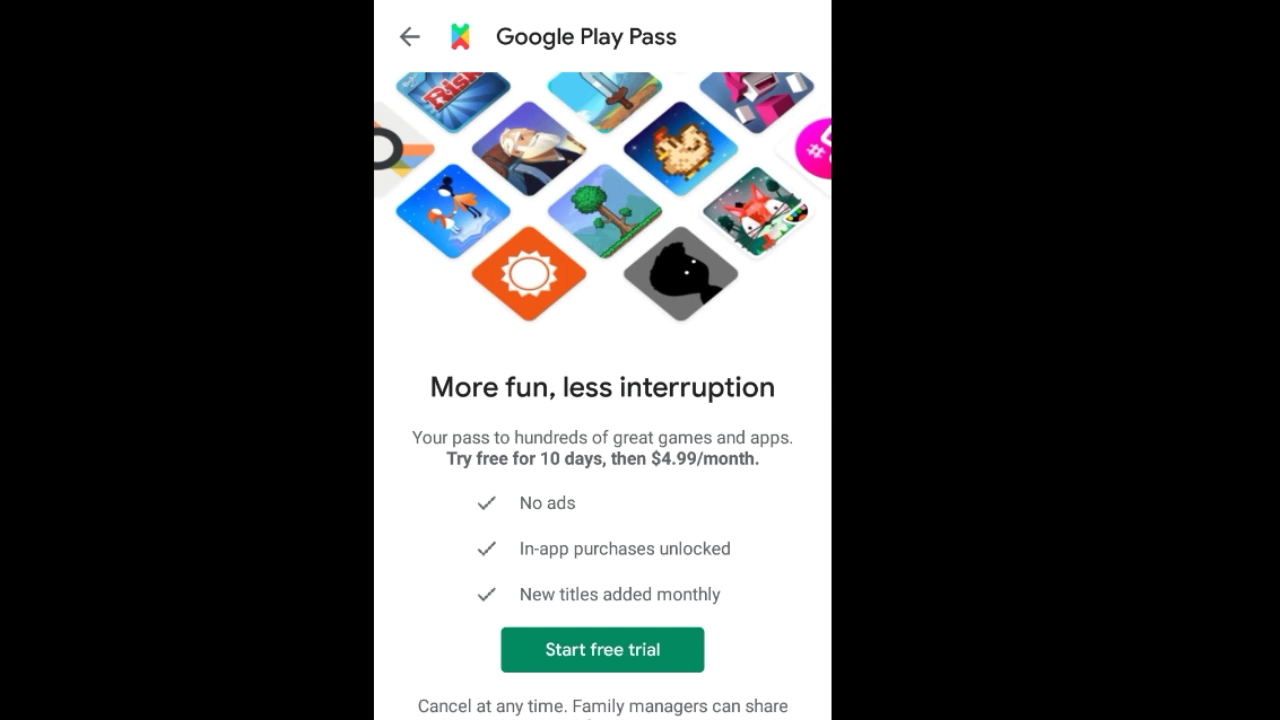 Google Play Pass
RISK
#
More fun, less interruption
Your pass to hundreds of great games and apps.
Try free for 10 days, then $4.99/month.
No ads
In-app purchases unlocked
New titles added monthly
Start free trial
Cancel at any time. Family managers can share